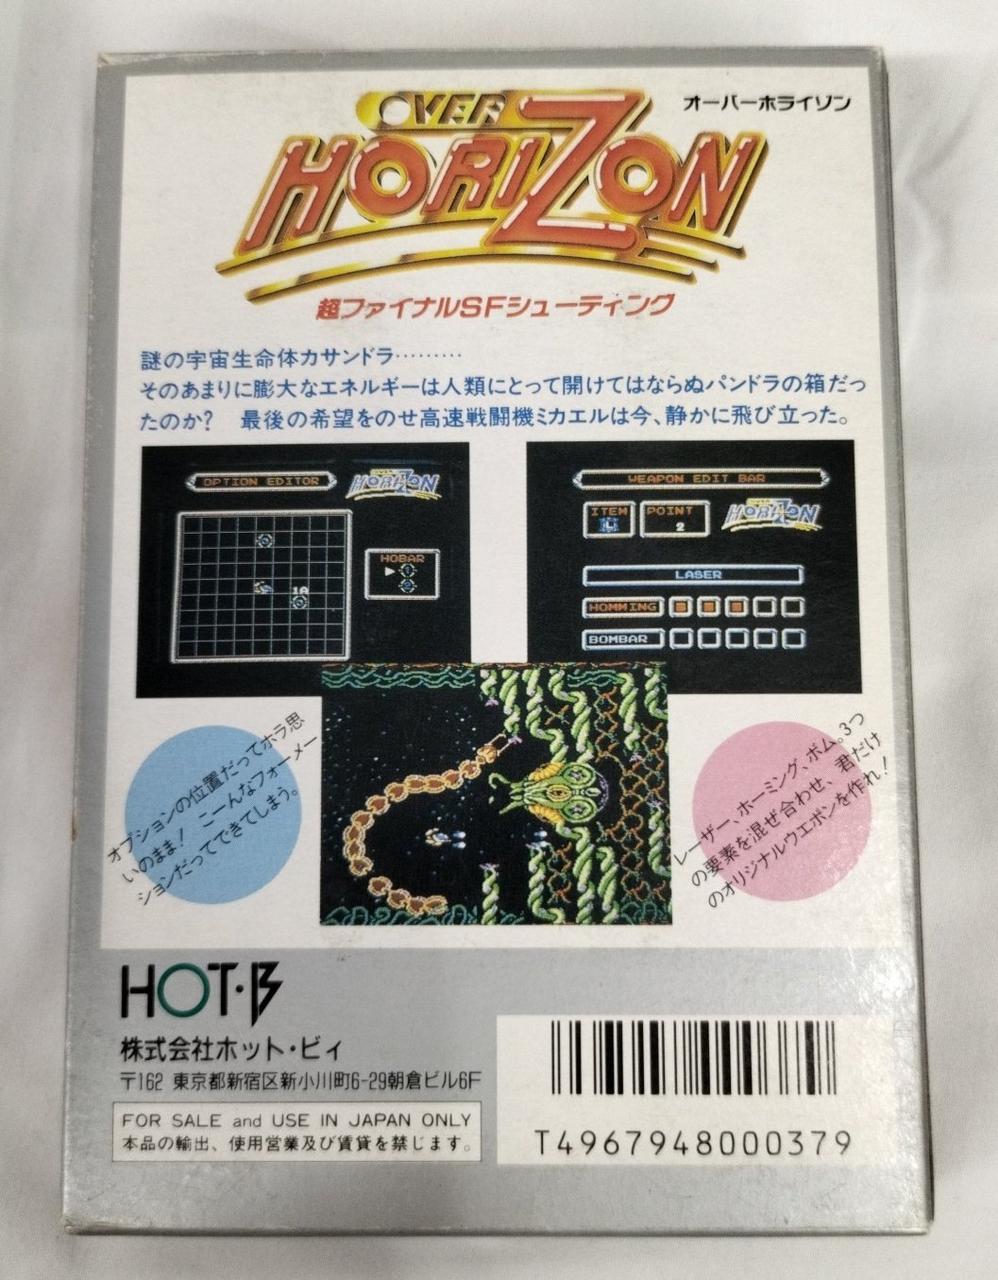 OVER
HORIZON
オーバーホライゾン
超ファイナルSFシューティング
謎の宇宙生命体カサンドラ………
そのあまりに膨大なエネルギーは人類にとって開けてはならぬパンドラの箱だっ
たのか?　最後の希望をのせ高速戦闘機ミカエルは今、静かに飛び立った。
OPTION EDITOR
OVER
HORIZON
HOBAR
1
2
1A
WEAPON EDIT BAR
ITEM
L
POINT
2
OVER
HORIZON
LASER
HOMMING
BOMBAR
オプションの位置だってホラ思
いのまま! こーんなフォーメー
ションだってできてしまう。
レーザー、ホーミング、ボム。3つ
の要素を混ぜ合わせ、君だけ
のオリジナルウエポンを作れ!
HOT・B
株式会社ホット・ビィ
〒162 東京都新宿区新小川町6-29朝倉ビル6F
FOR SALE and USE IN JAPAN ONLY
本品の輸出、使用営業及び賃貸を禁じます。
T4967948000379